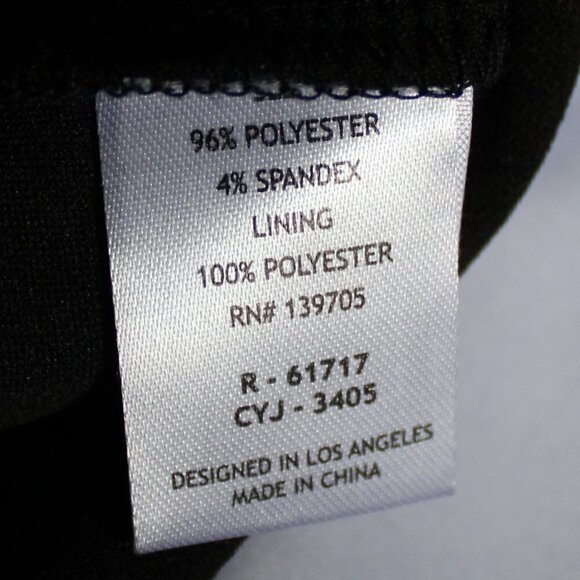 96% POLYESTER
4% SPANDEX
LINING
100% POLYESTER
RN# 139705
R - 61717
CYJ - 3405
DESIGNED IN LOS ANGELES
MADE IN CHINA